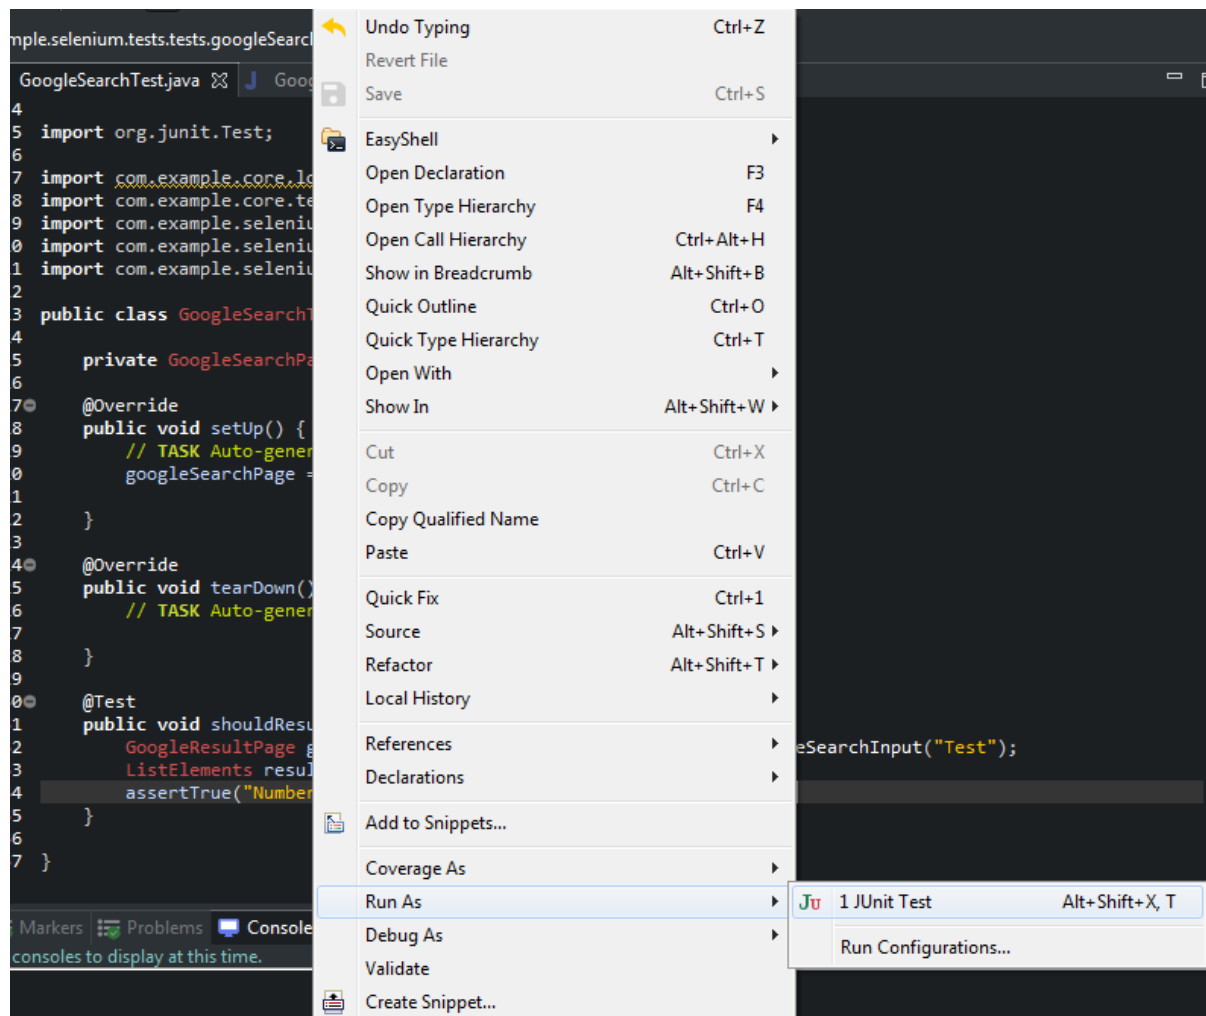 mple.selenium.tests.tests.googleSearch
GoogleSearchTest.java
Goog
4
5 import org.junit.Test;
6
7 import com.example.core.lo
8 import com.example.core.te
9 import com.example.seleniu
0 import com.example.seleniu
1 import com.example.seleniu
2
3 public class GoogleSearchT
4
5 private GoogleSearchPa
6
7 @Override
8 public void setUp() {
9 // TASK Auto-gener
0 googleSearchPage =
1
2 }
3
4 @Override
5 public void tearDown()
6 // TASK Auto-gener
7
8 }
9
0 @Test
1 public void shouldResu
2 GoogleResultPage g
eSearchInput("Test");
3 ListElements resul
4 assertTrue("Number
5 }
6
7 }
Markers Problems Console
consoles to display at this time.
Undo Typing Ctrl+Z
Revert File
Save Ctrl+S
EasyShell
Open Declaration F3
Open Type Hierarchy F4
Open Call Hierarchy Ctrl+Alt+H
Show in Breadcrumb Alt+Shift+B
Quick Outline Ctrl+O
Quick Type Hierarchy Ctrl+T
Open With
Show In Alt+Shift+W
Cut Ctrl+X
Copy Ctrl+C
Copy Qualified Name
Paste Ctrl+V
Quick Fix Ctrl+1
Source Alt+Shift+S
Refactor Alt+Shift+T
Local History
References
Declarations
Add to Snippets...
Coverage As
Run As
Debug As
Validate
Create Snippet...
Ju 1 JUnit Test Alt+Shift+X, T
Run Configurations...